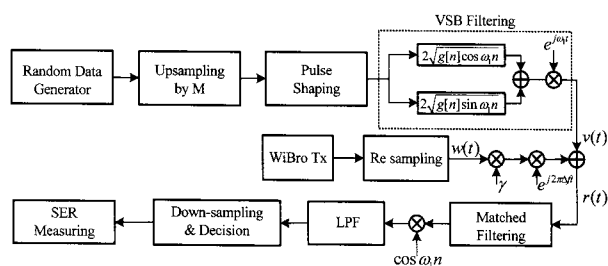 VSB Filtering
Random Data Generator
Upsampling by M
Pulse Shaping
2√g[n]cos ω₁n
2√g[n]sin ω₁n
v(t)
WiBro Tx
Re sampling
w(t)
γ
e^{j2πΔft}
r(t)
SER Measuring
Down-sampling & Decision
LPF
cos ω₁n
Matched Filtering